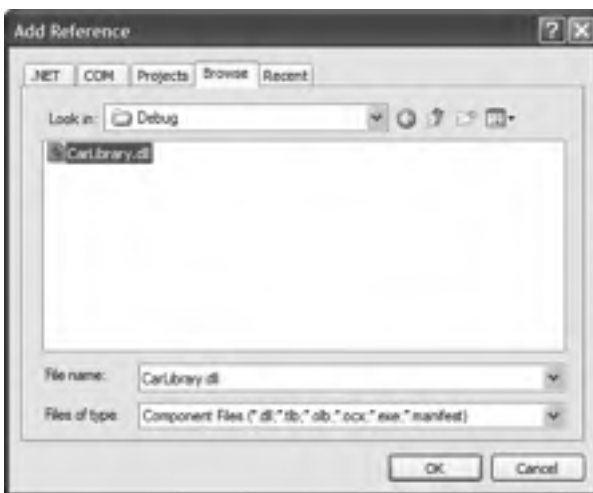 Add Reference
.NET COM Projects Browse Recent
Look in: Debug
CarLibrary.dll
File name: CarLibrary.dll
Files of type: Component Files (*.dll;*.tlb;*.olb;*.ocx;*.exe;*.manifest)
OK Cancel